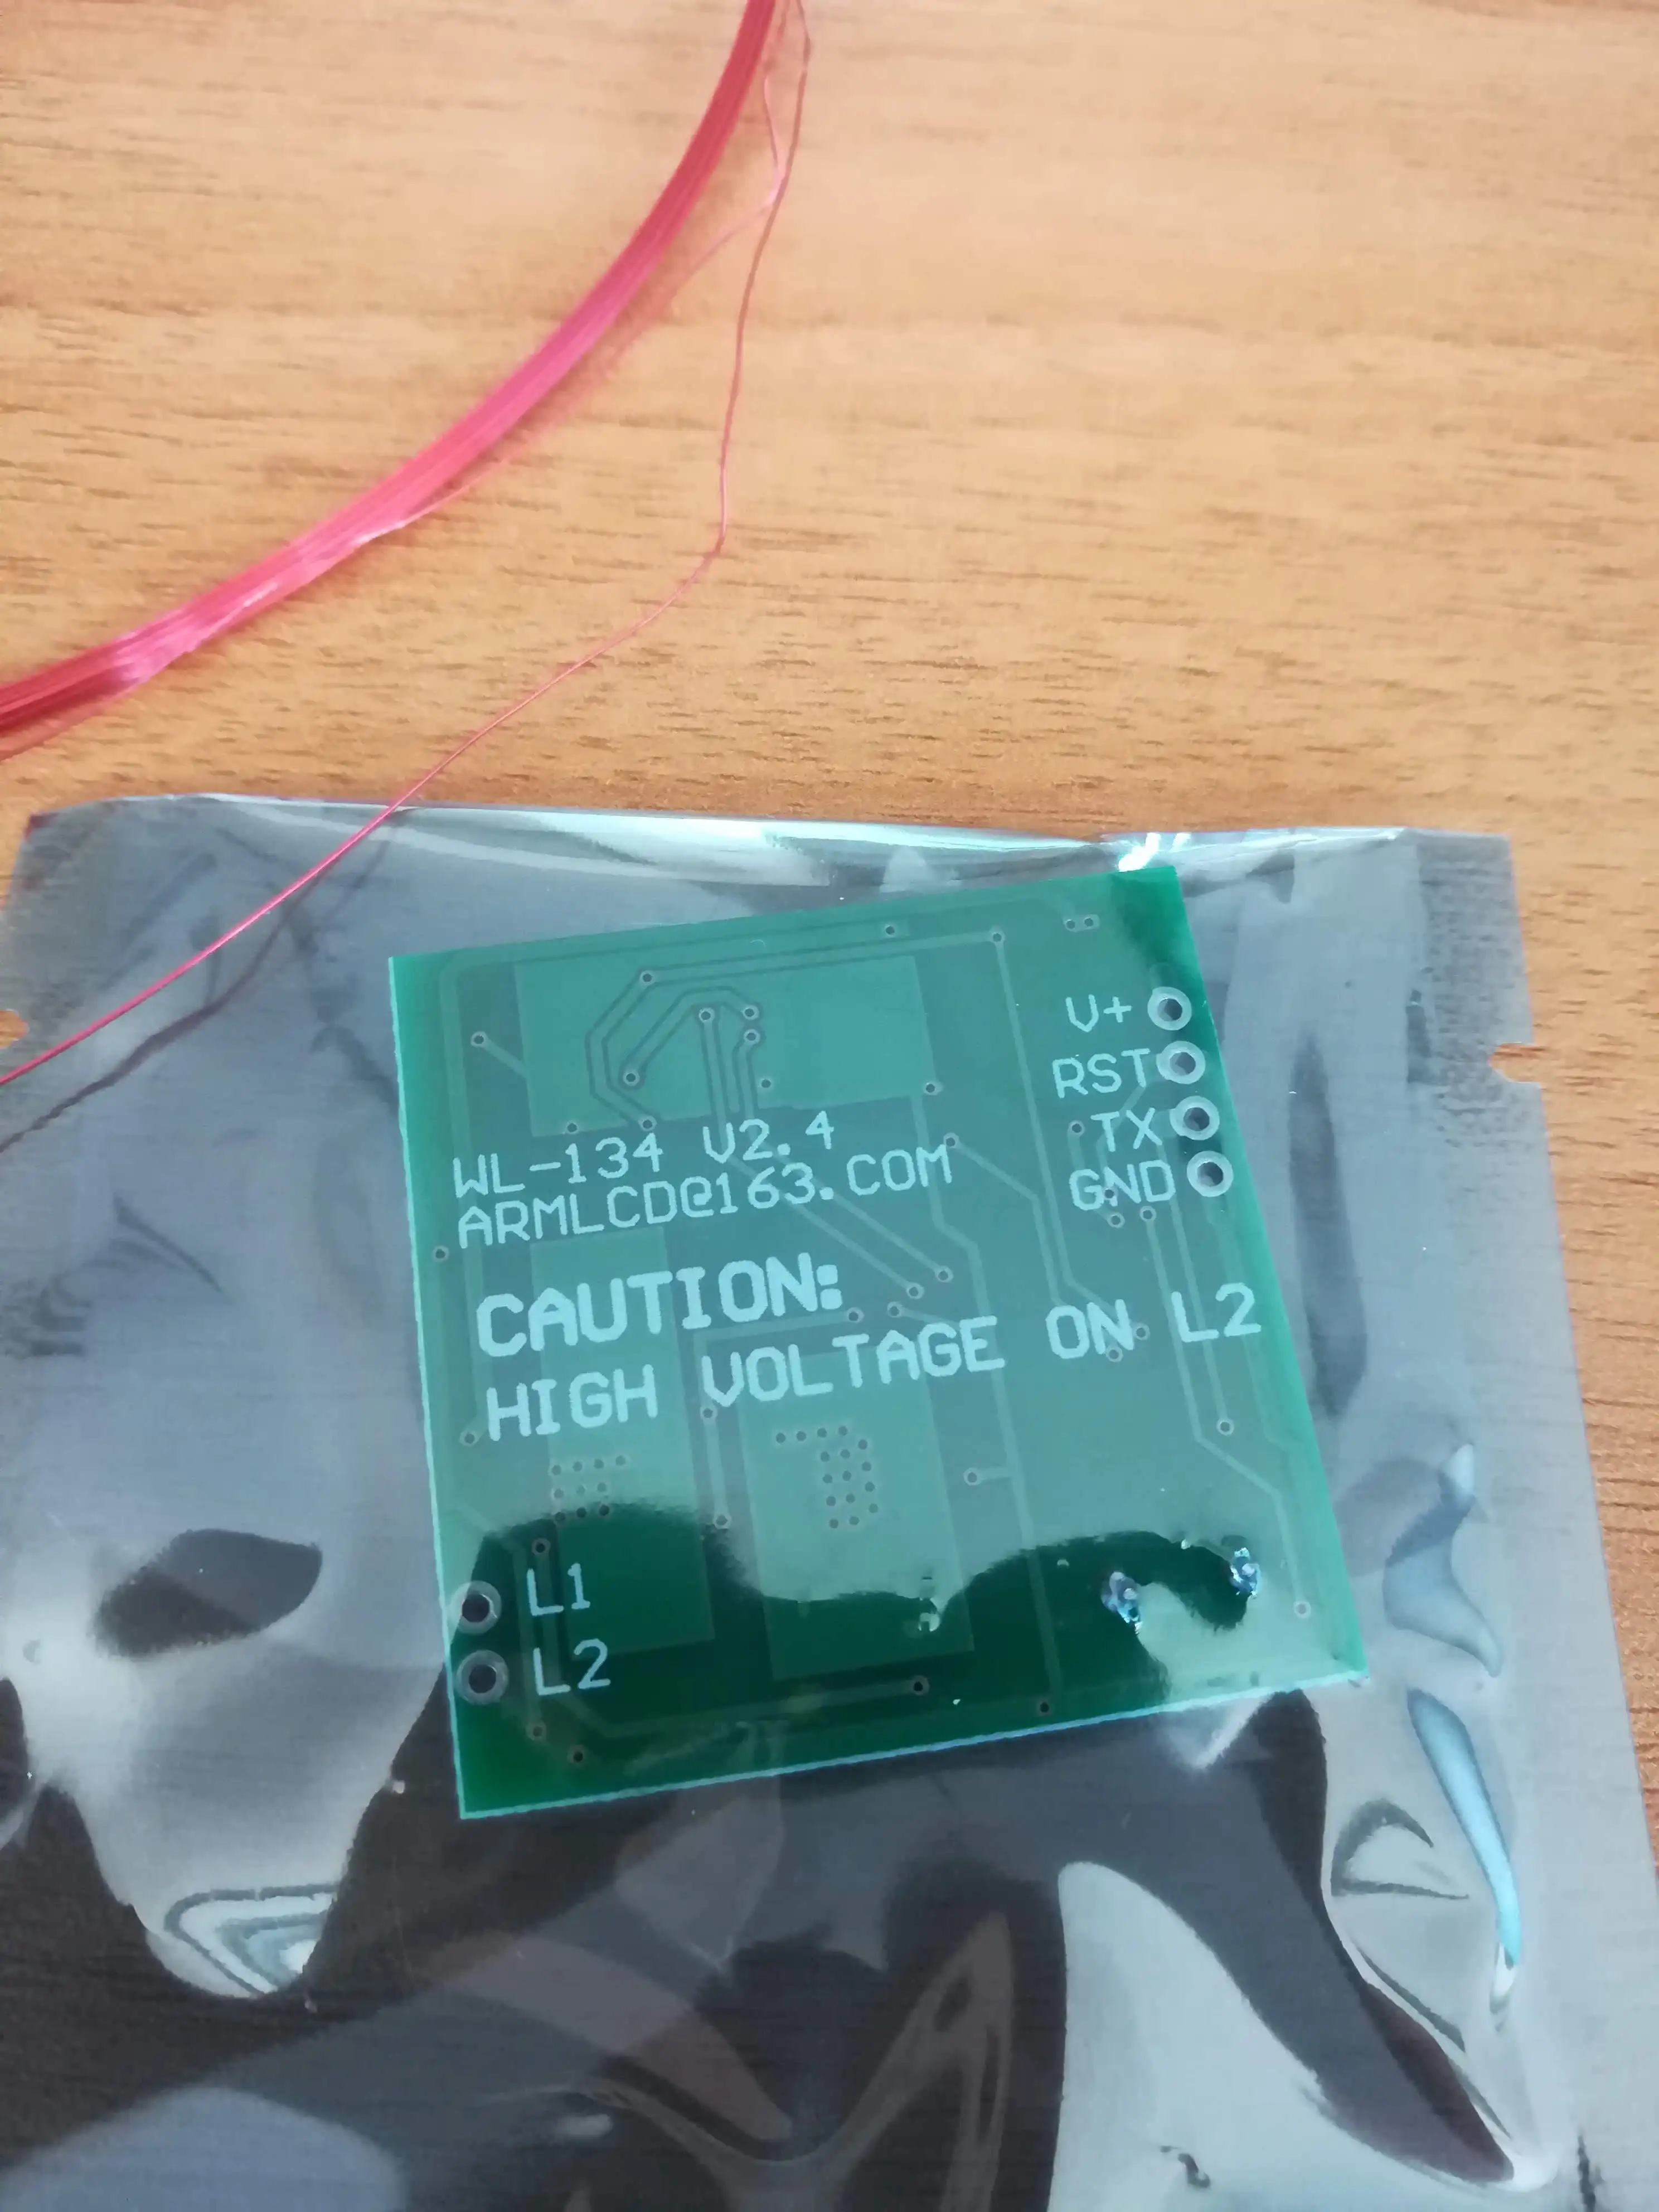 V+
RST
TX
GND
WL-134 V2.4
ARMLCD@163.COM
CAUTION:
HIGH VOLTAGE ON L2
L1
L2